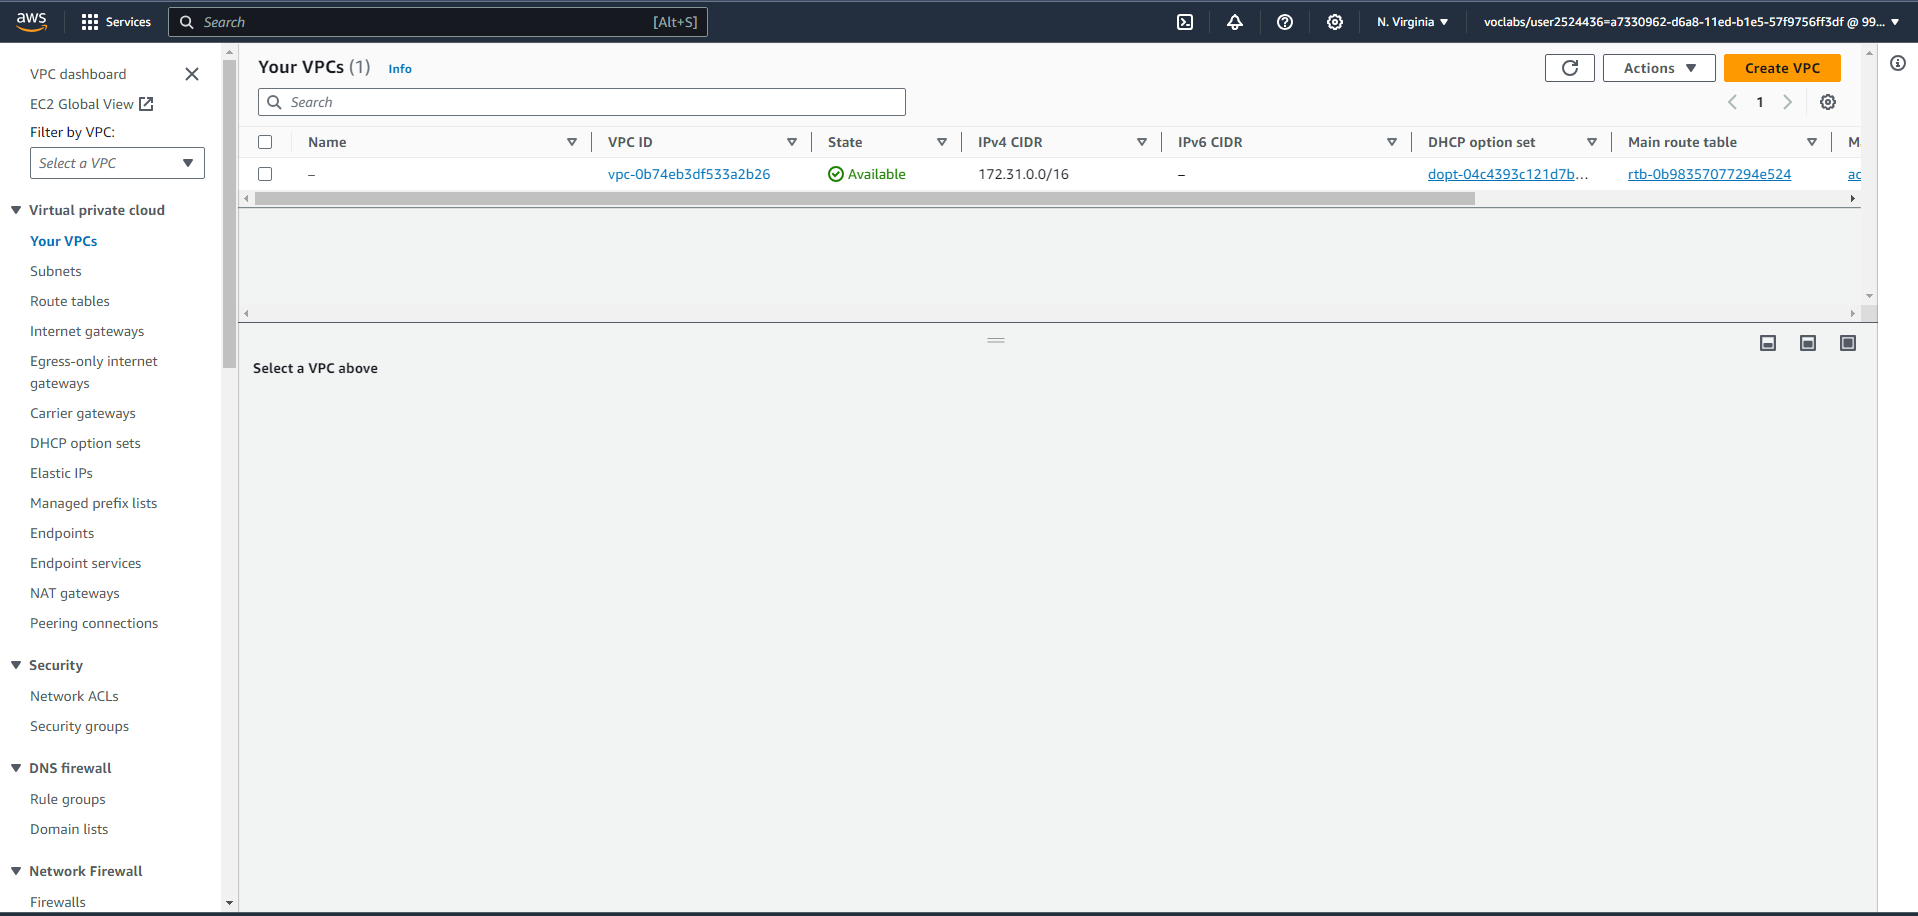 aws
Services
Search
[Alt+S]
N. Virginia
voclabs/user2524436=a7330962-d6a8-11ed-b1e5-57f9756ff3df @ 99...
VPC dashboard
EC2 Global View
Filter by VPC:
Select a VPC
Virtual private cloud
Your VPCs
Subnets
Route tables
Internet gateways
Egress-only internet
gateways
Carrier gateways
DHCP option sets
Elastic IPs
Managed prefix lists
Endpoints
Endpoint services
NAT gateways
Peering connections
Security
Network ACLs
Security groups
DNS firewall
Rule groups
Domain lists
Network Firewall
Firewalls
Your VPCs (1) Info
Actions
Create VPC
Search
1
Name VPC ID State IPv4 CIDR IPv6 CIDR DHCP option set Main route table M
– vpc-0b74eb3df533a2b26 Available 172.31.0.0/16 – dopt-04c4393c121d7b... rtb-0b98357077294e524 ac
Select a VPC above